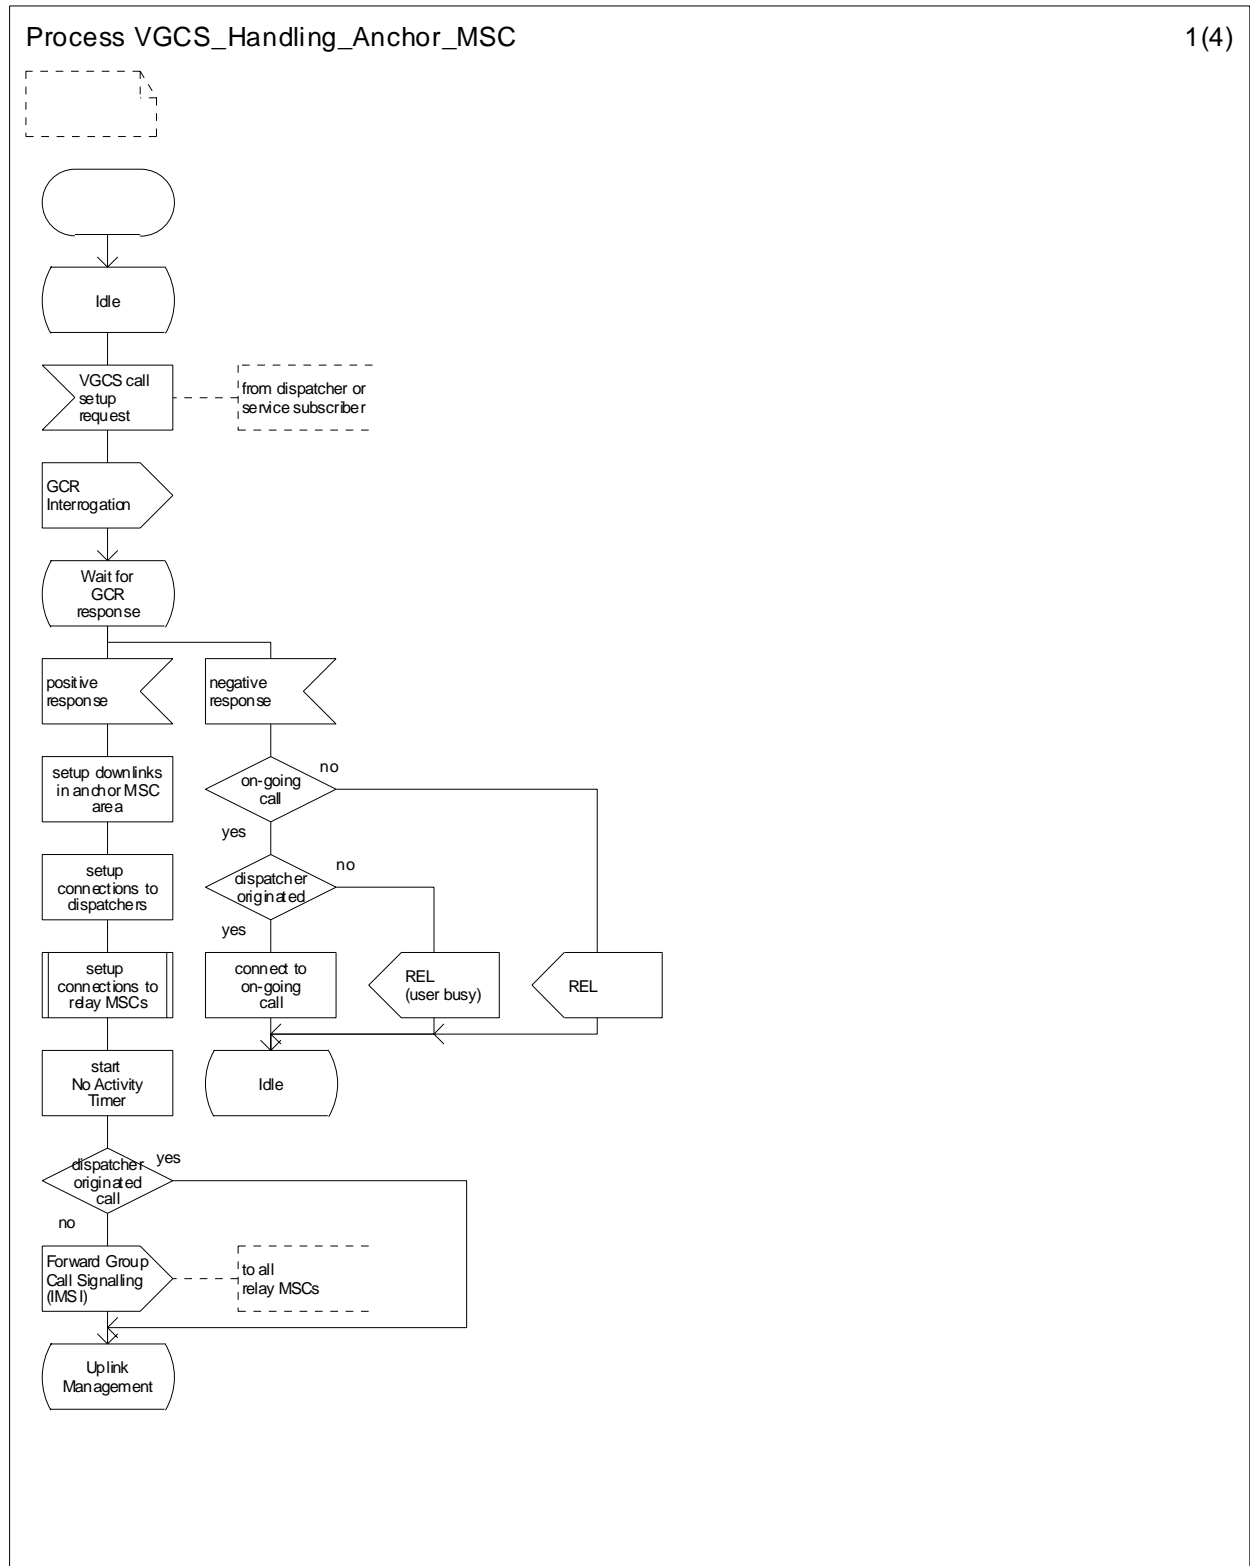 Process VGCS_Handling_Anchor_MSC
1(4)
Idle
VGCS call
setup
request
from dispatcher or
service subscriber
GCR
Interrogation
Wait for
GCR
response
positive
response
negative
response
setup downlinks
in anchor MSC
area
on-going
call
no
yes
setup
connections to
dispatchers
dispatcher
originated
no
yes
setup
connections to
relay MSCs
connect to
on-going
call
REL
(user busy)
REL
start
No Activity
Timer
Idle
dispatcher
originated
call
yes
no
Forward Group
Call Signalling
(IMSI)
to all
relay MSCs
Uplink
Management